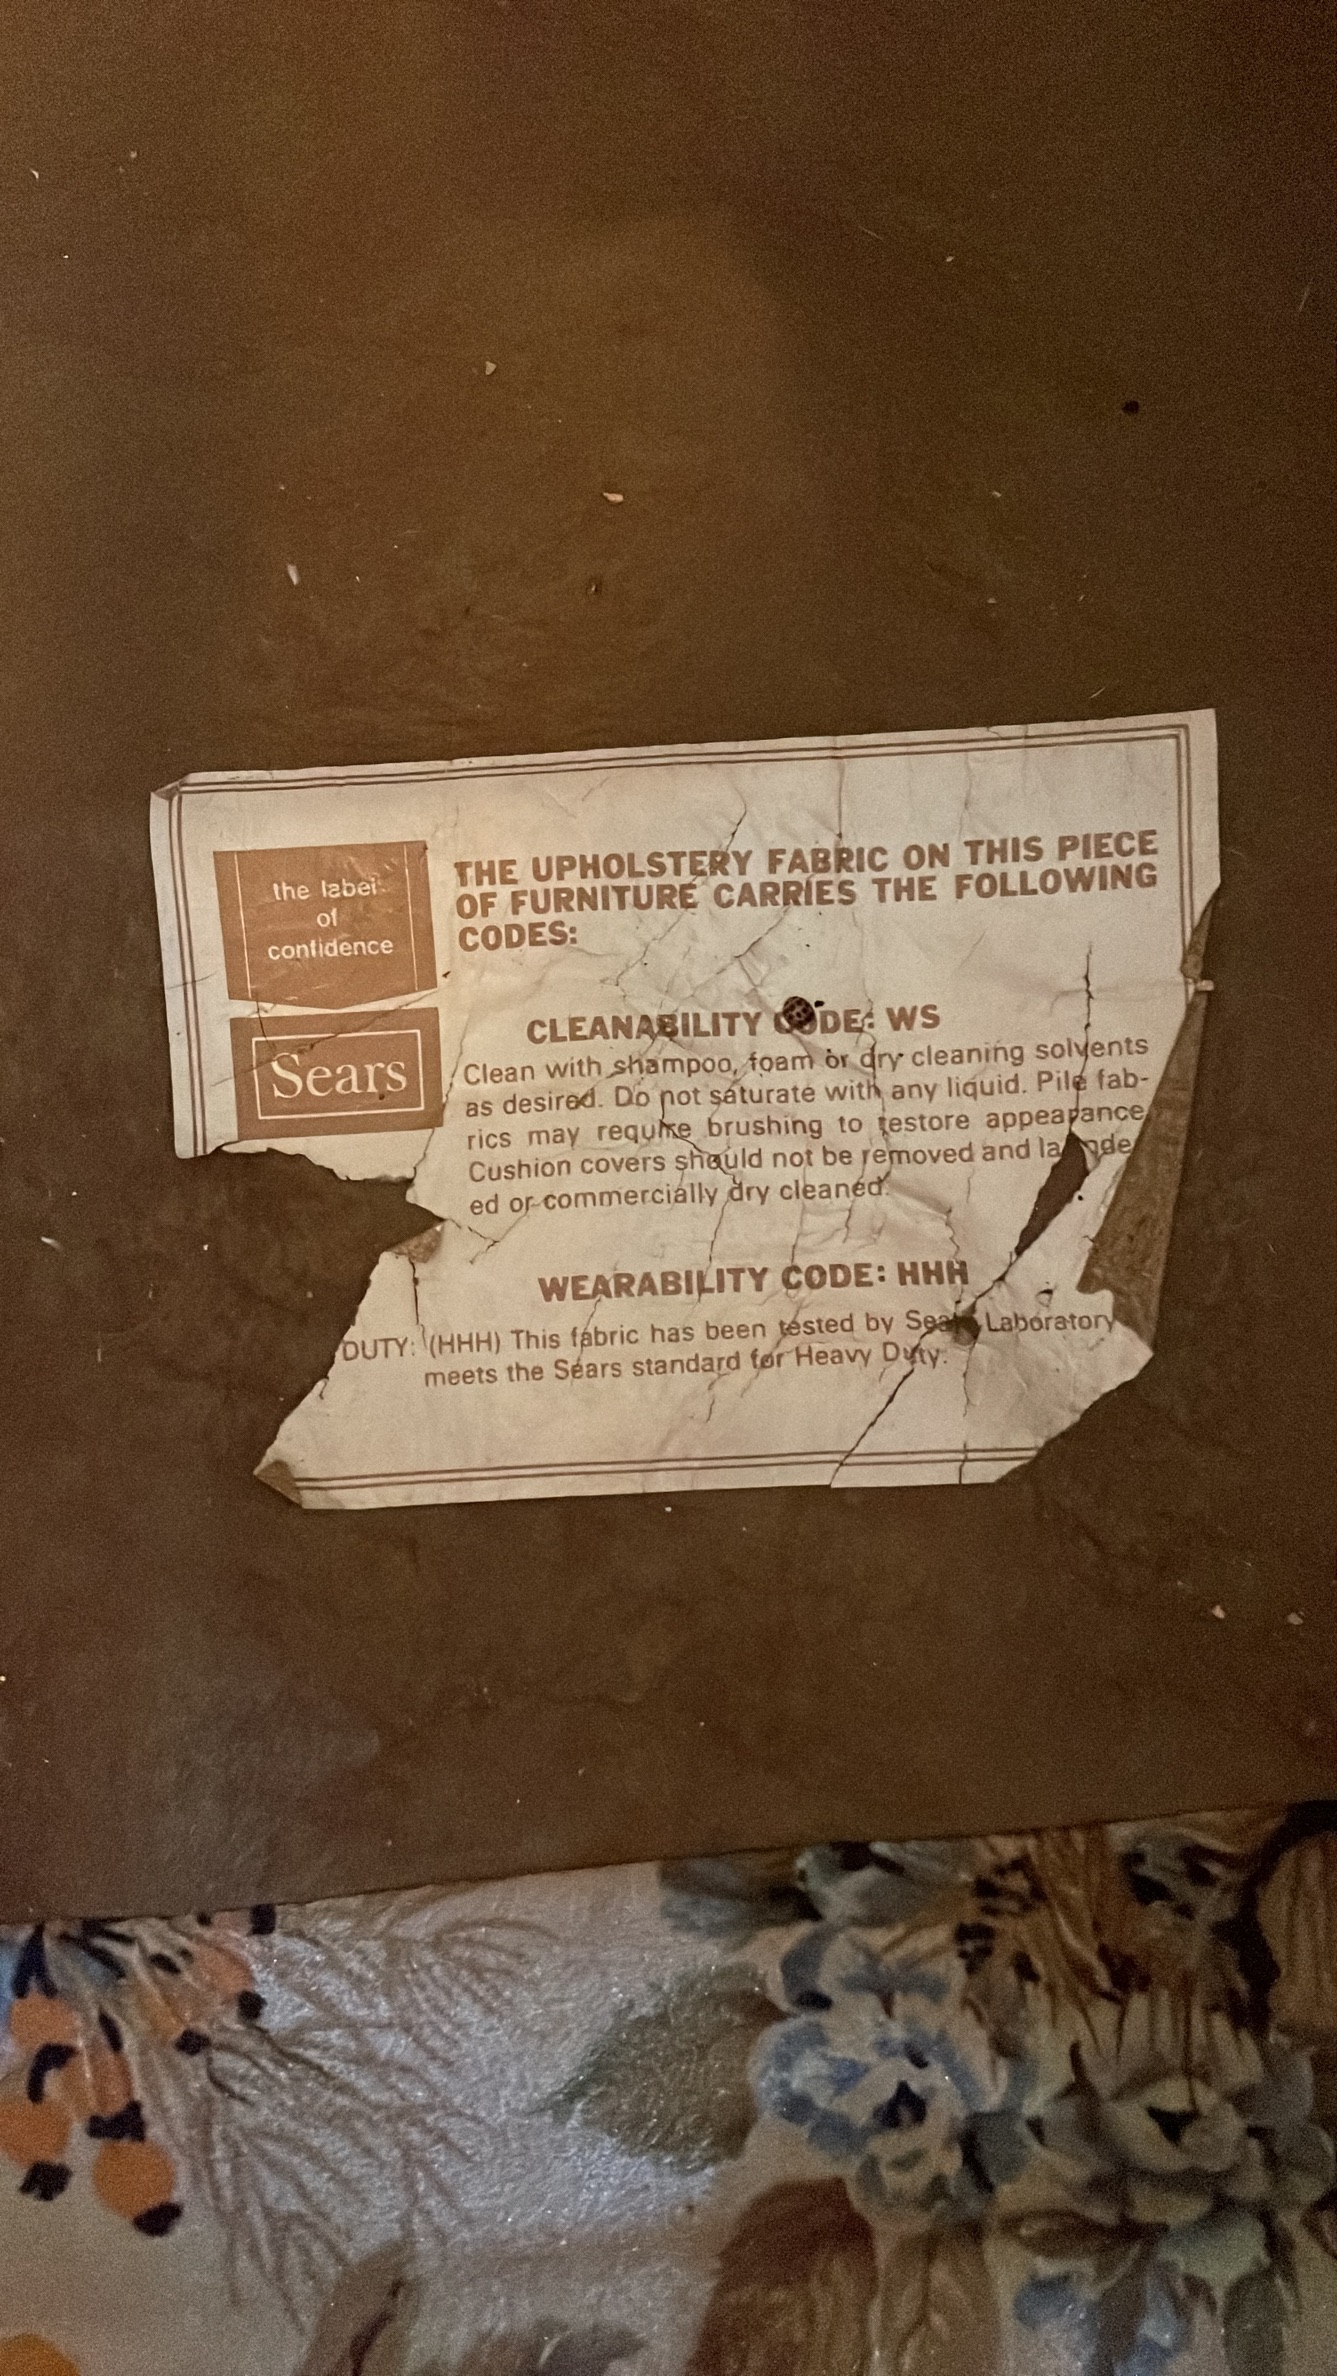 the label
of
confidence
Sears
THE UPHOLSTERY FABRIC ON THIS PIECE
OF FURNITURE CARRIES THE FOLLOWING
CODES:
CLEANABILITY CODE: WS
Clean with shampoo, foam or dry cleaning solvents
as desired. Do not saturate with any liquid. Pile fab-
rics may require brushing to restore appearance
Cushion covers should not be removed and
ed or commercially dry cleaned.
WEARABILITY CODE: HHH
DUTY: (HHH) This fabric has been tested by Sears Laboratory
meets the Sears standard for Heavy Duty.